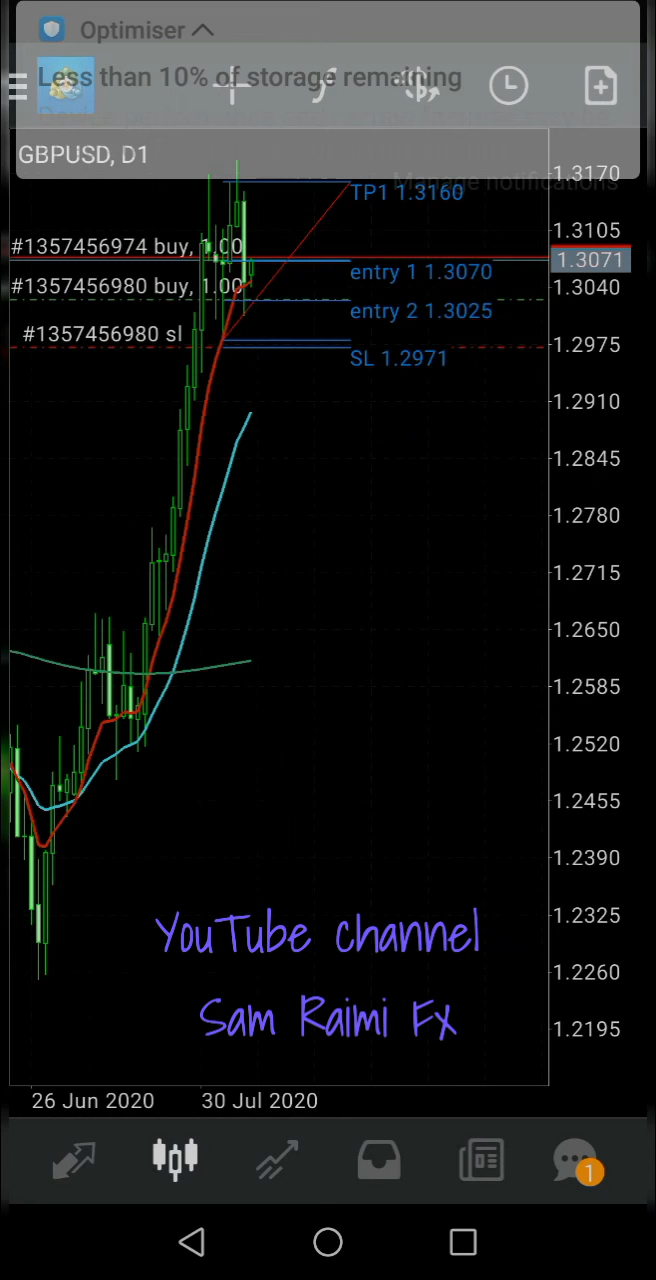 Optimiser
Less than 10% of storage remaining
GBPUSD, D1
Manage notifications
1.3170
TP1 1.3160
1.3105
#1357456974 buy, 1.00
1.3071
entry 1 1.3070
#1357456980 buy, 1.00
1.3040
entry 2 1.3025
#1357456980 sl
1.2975
SL 1.2971
1.2910
1.2845
1.2780
1.2715
1.2650
1.2585
1.2520
1.2455
1.2390
YouTube channel
1.2325
1.2260
Sam Raimi Fx
1.2195
26 Jun 2020
30 Jul 2020
1